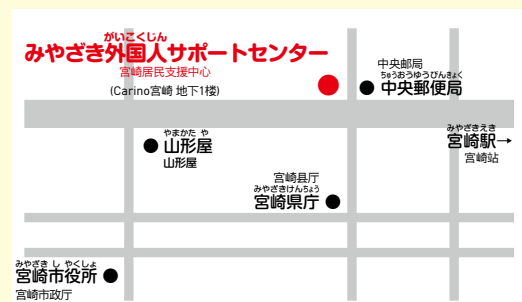 がいこくじん
みやざき外国人サポートセンター
宮崎居民支援中心
(Carino宮崎 地下1楼)
中央邮局
ちゅうおうゆうびんきょく
中央郵便局
みやざきえき
宮崎駅→
宮崎站
やまかた や
山形屋
山形屋
宮崎县厅
みやざきけんちょう
宮崎県庁
みやざき し やくしょ
宮崎市役所
宮崎市政厅